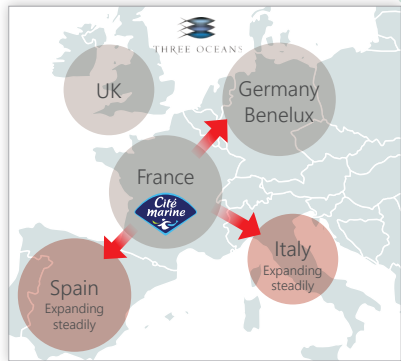 THREE OCEANS
UK
Germany
Benelux
France
Cité
marine
Italy
Expanding
steadily
Spain
Expanding
steadily